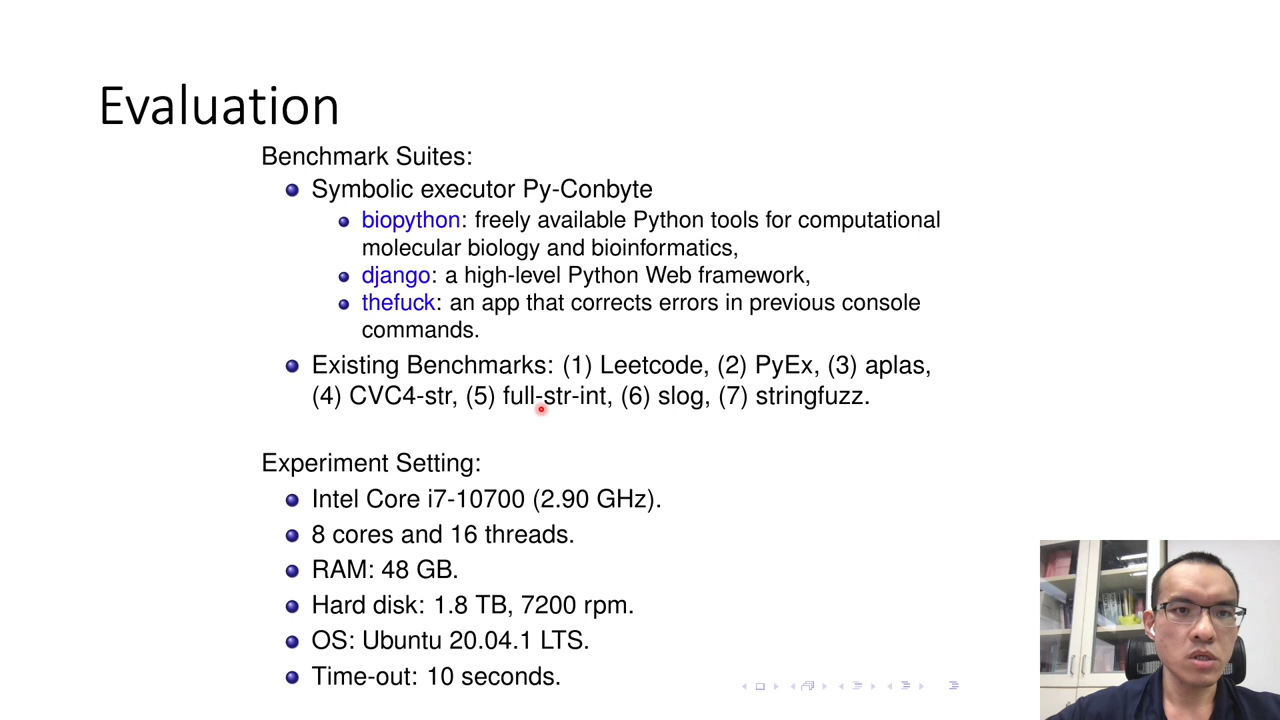 Evaluation
Benchmark Suites:
Symbolic executor Py-Conbyte
biopython: freely available Python tools for computational
molecular biology and bioinformatics,
django: a high-level Python Web framework,
thefuck: an app that corrects errors in previous console
commands.
Existing Benchmarks: (1) Leetcode, (2) PyEx, (3) aplas,
(4) CVC4-str, (5) full-str-int, (6) slog, (7) stringfuzz.
Experiment Setting:
Intel Core i7-10700 (2.90 GHz).
8 cores and 16 threads.
RAM: 48 GB.
Hard disk: 1.8 TB, 7200 rpm.
OS: Ubuntu 20.04.1 LTS.
Time-out: 10 seconds.